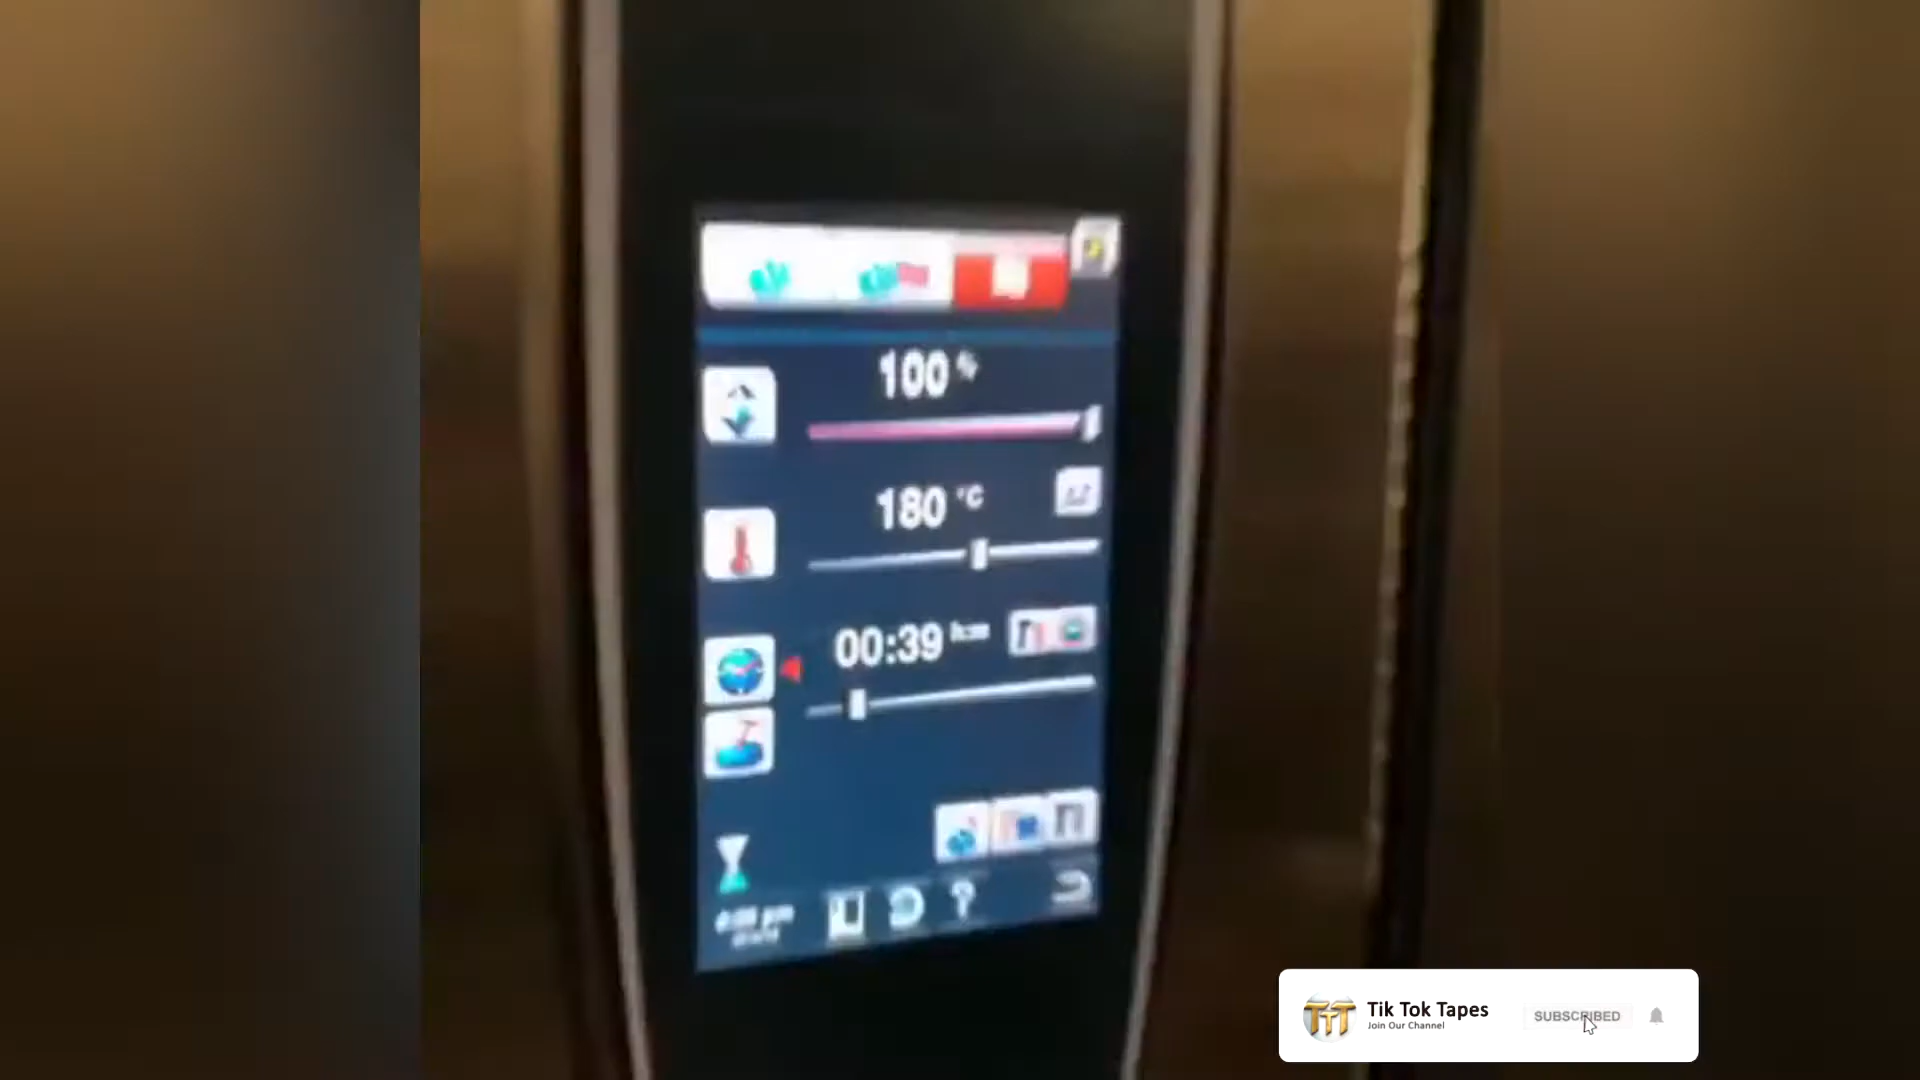 100 %
180 °C
00:39 h:m
?
Tik Tok Tapes
Join Our Channel
SUBSCRIBED